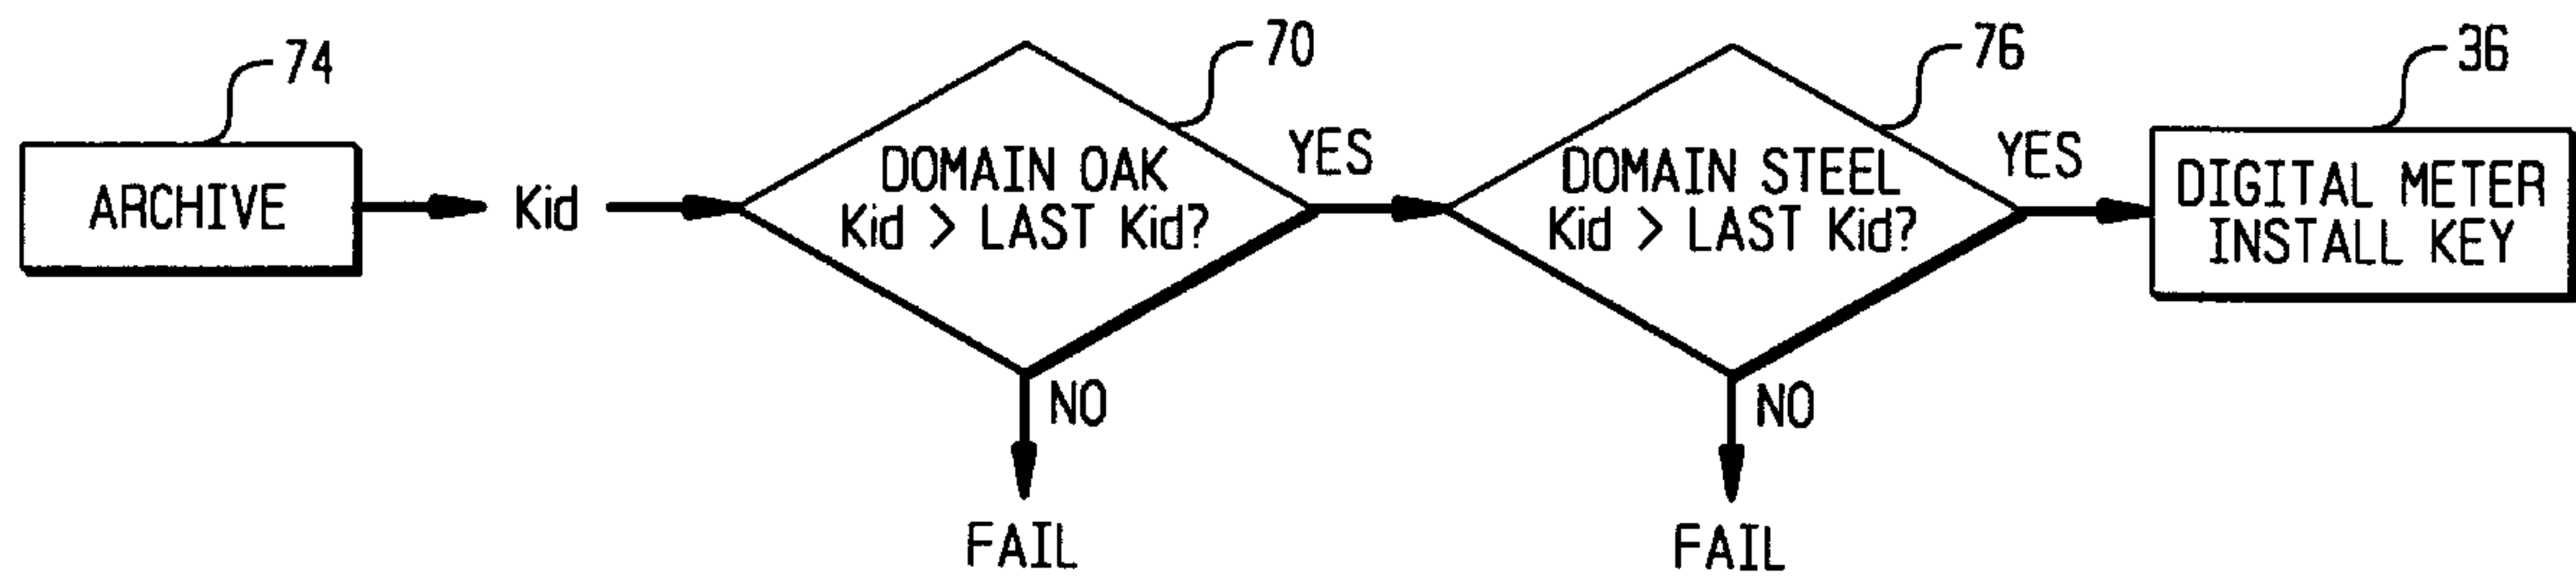 74
ARCHIVE
Kid
70
DOMAIN OAK
Kid > LAST Kid?
YES
NO
FAIL
76
DOMAIN STEEL
Kid > LAST Kid?
YES
NO
FAIL
36
DIGITAL METER
INSTALL KEY